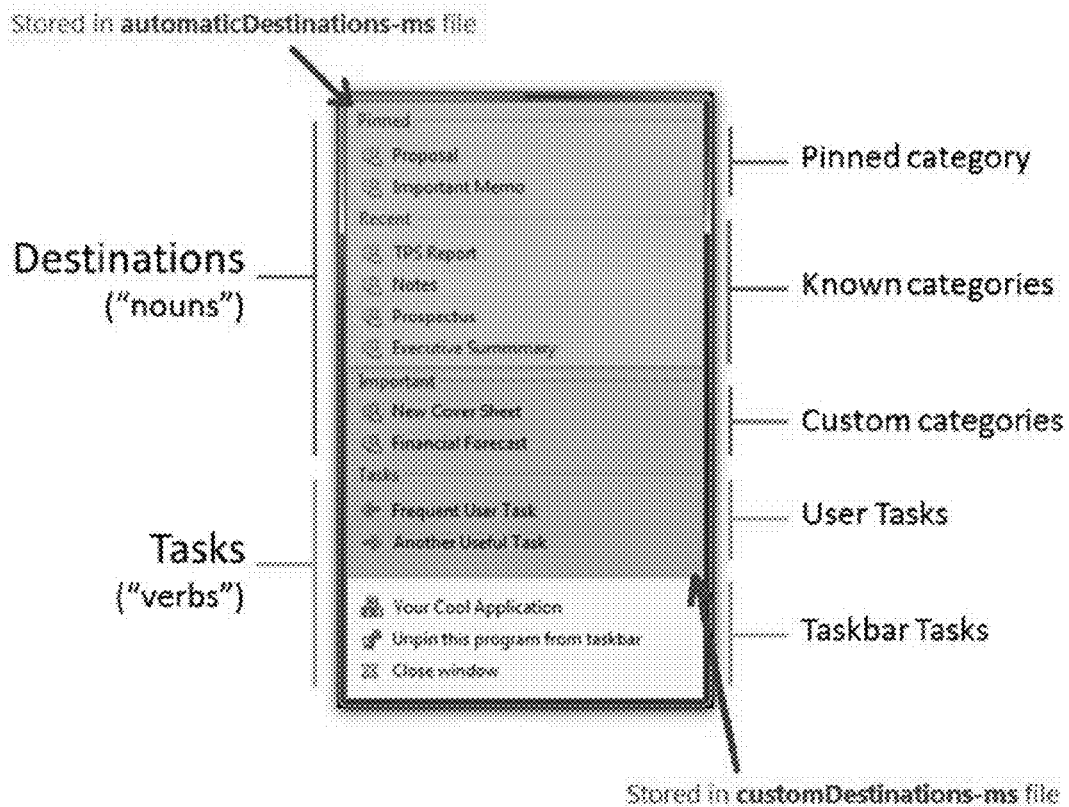 Stored in automaticDestinations-ms file
Pinned
Proposal
Important Memo
Recent
TPS Report
Notes
Prospectus
Executive Summmary
Important
New Cover Sheet
Financial Forecast
Tasks
Frequent User Task
Another Useful Task
Your Cool Application
Unpin this program from taskbar
Close window
Destinations
("nouns")
Tasks
("verbs")
Pinned category
Known categories
Custom categories
User Tasks
Taskbar Tasks
Stored in customDestinations-ms file